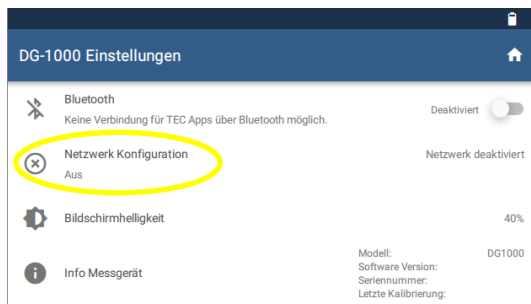 DG-1000 Einstellungen
Bluetooth
Keine Verbindung für TEC Apps über Bluetooth möglich.
Deaktiviert
Netzwerk Konfiguration
Aus
Netzwerk deaktiviert
Bildschirmhelligkeit
40%
Info Messgerät
Modell: DG1000
Software Version:
Seriennummer:
Letzte Kalibrierung: